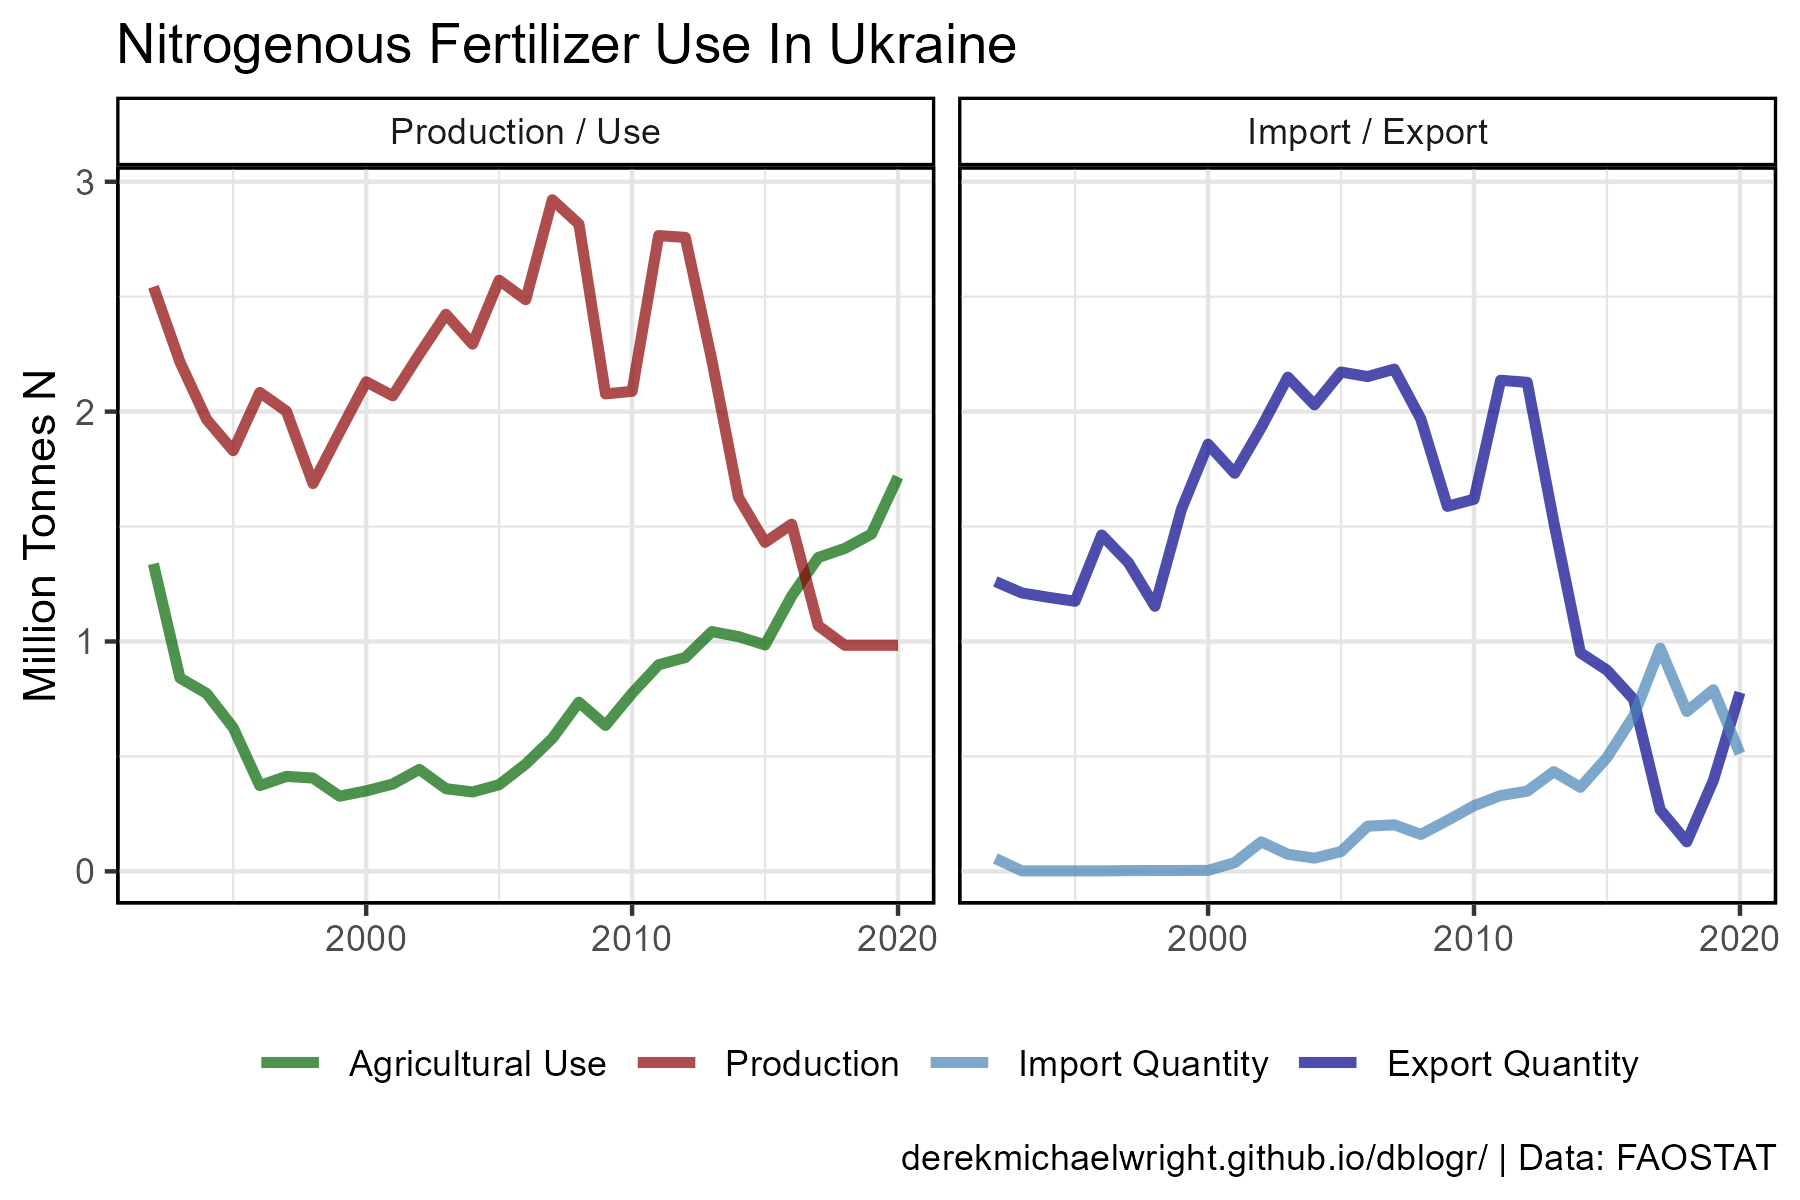 Nitrogenous Fertilizer Use In Ukraine
Production / Use
Import / Export
Million Tonnes N
3
2
1
0
2000 2010 2020
2000 2010 2020
Agricultural Use Production Import Quantity Export Quantity
derekmichaelwright.github.io/dblogr/ | Data: FAOSTAT